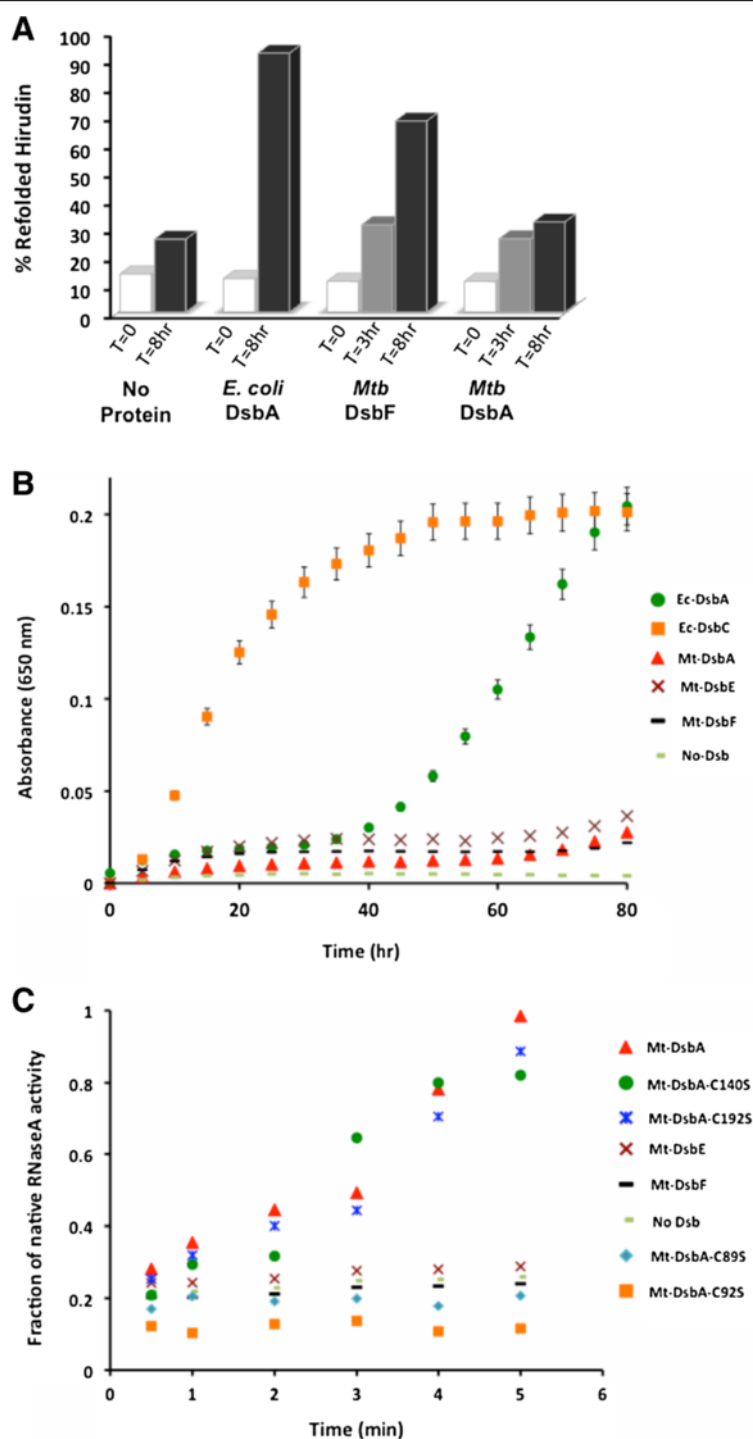 A
% Refolded Hirudin
100
90
80
70
60
50
40
30
20
10
0
T=0
T=8hr
T=0
T=8hr
T=0
T=3hr
T=8hr
T=0
T=3hr
T=8hr
No
Protein
E. coli
DsbA
Mtb
DsbF
Mtb
DsbA
B
Absorbance (650 nm)
0.2
0.15
0.1
0.05
0
0
20
40
60
80
Time (hr)
Ec-DsbA
Ec-DsbC
Mt-DsbA
Mt-DsbE
Mt-DsbF
No-Dsb
C
Fraction of native RNaseA activity
1
0.8
0.6
0.4
0.2
0
0
1
2
3
4
5
6
Time (min)
Mt-DsbA
Mt-DsbA-C140S
Mt-DsbA-C192S
Mt-DsbE
Mt-DsbF
No Dsb
Mt-DsbA-C89S
Mt-DsbA-C92S